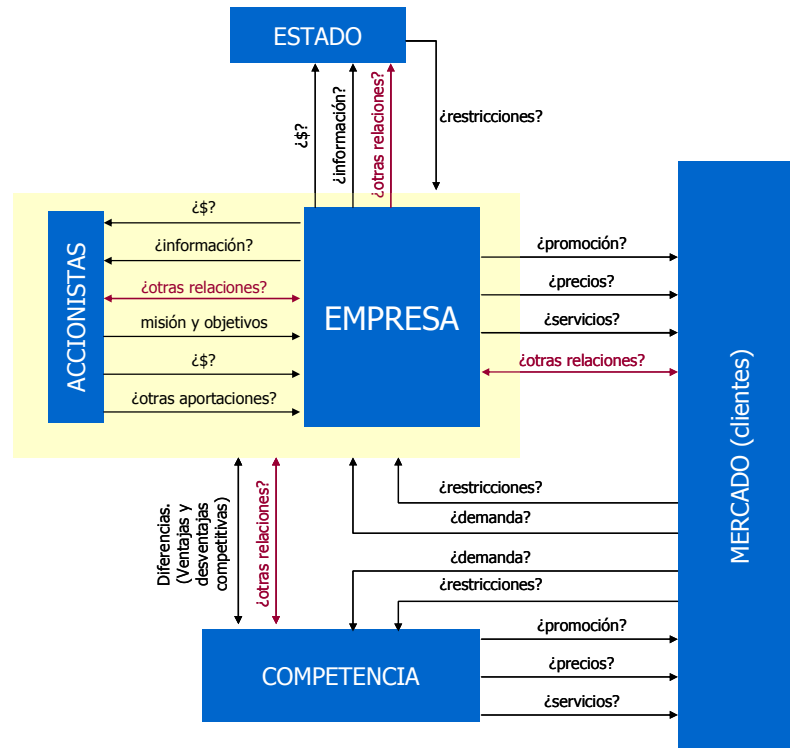 ESTADO
¿$?
¿información?
¿otras relaciones?
¿restricciones?
ACCIONISTAS
¿$?
¿información?
¿otras relaciones?
misión y objetivos
¿$?
¿otras aportaciones?
EMPRESA
¿promoción?
¿precios?
¿servicios?
¿otras relaciones?
MERCADO (clientes)
¿restricciones?
¿demanda?
Diferencias.
(Ventajas y
desventajas
competitivas)
¿otras relaciones?
¿demanda?
¿restricciones?
COMPETENCIA
¿promoción?
¿precios?
¿servicios?